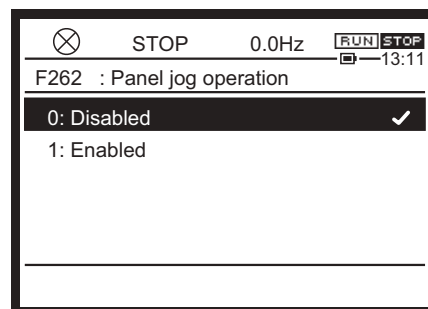 STOP 0.0Hz RUN STOP
13:11
F262 : Panel jog operation
0: Disabled
1: Enabled